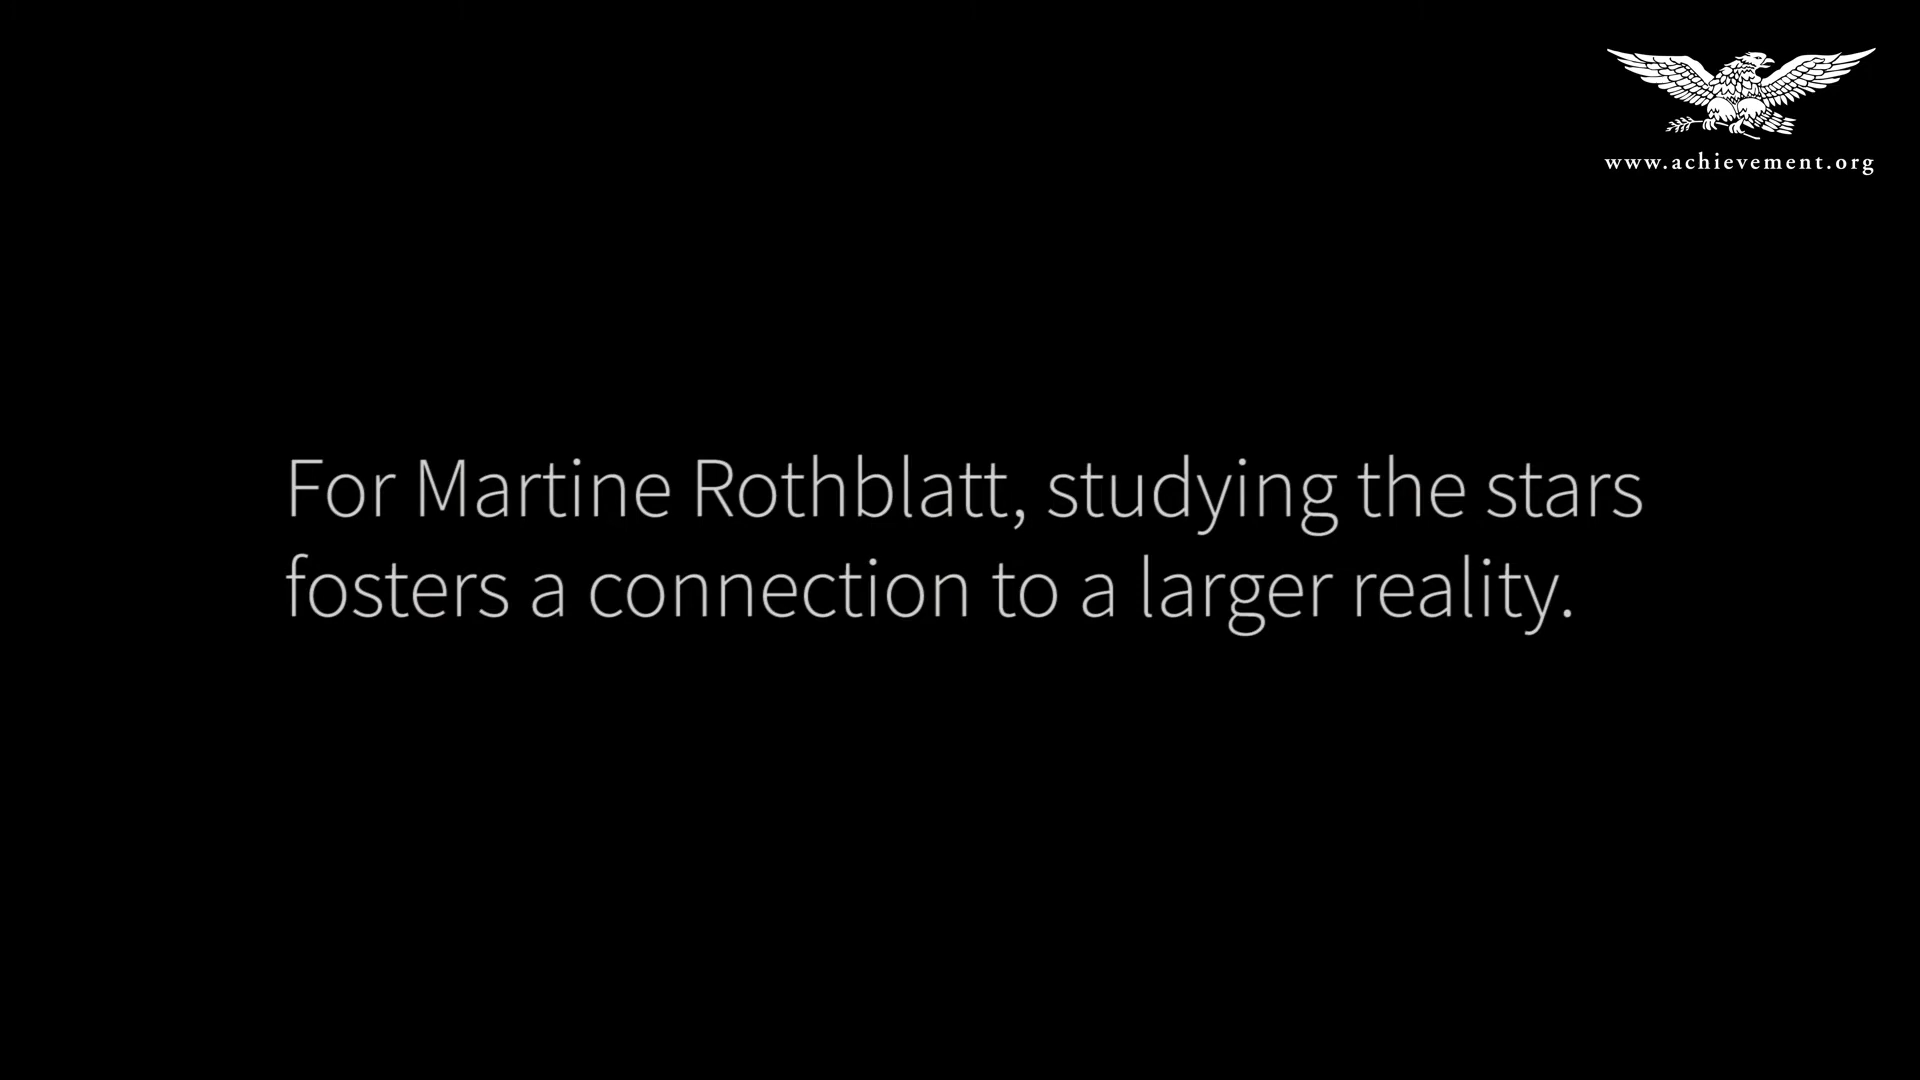 www.achievement.org
For Martine Rothblatt, studying the stars
fosters a connection to a larger reality.